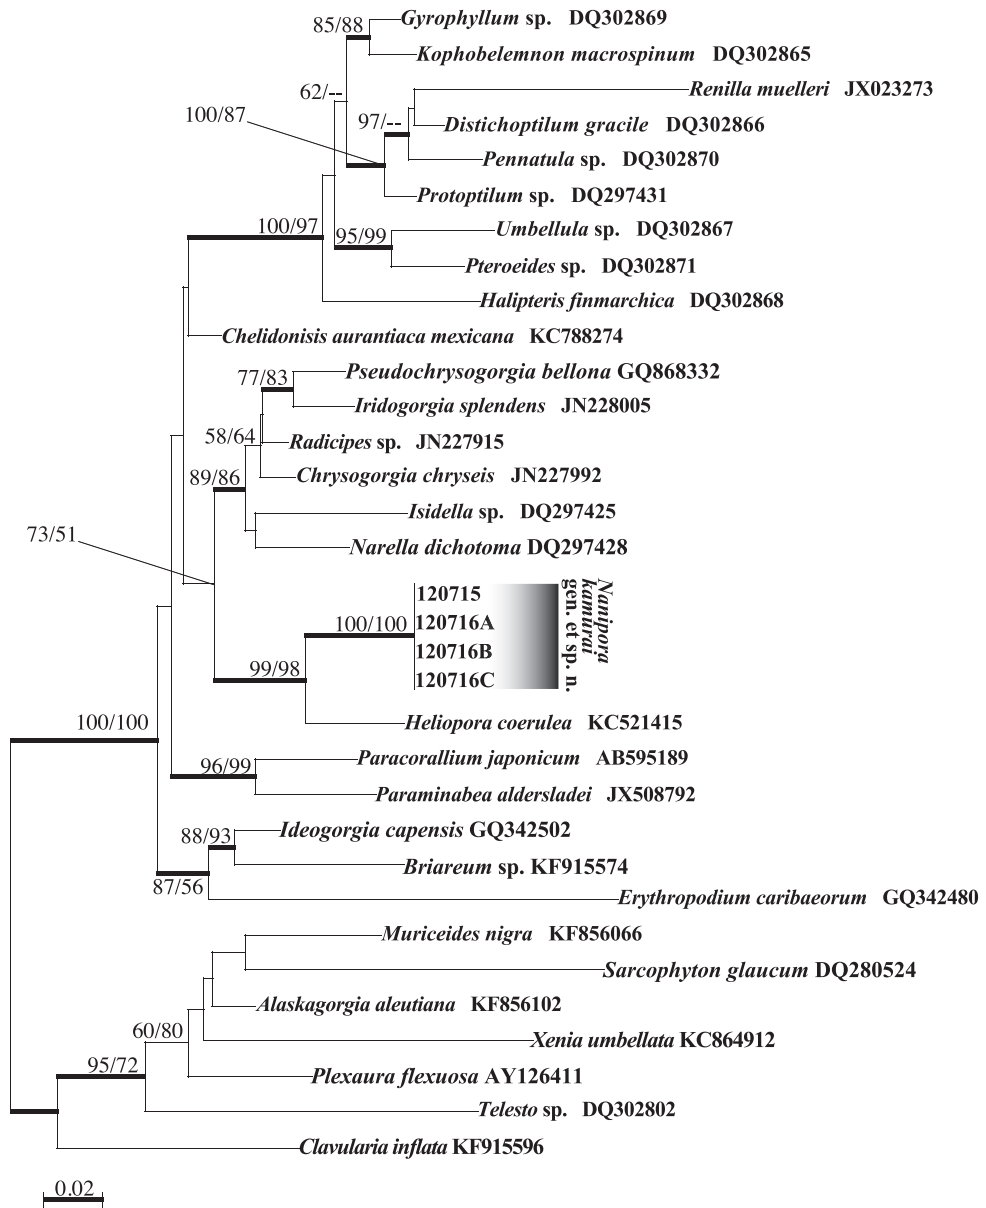 85/88
Gyrophyllum sp. DQ302869
Kophobelemnon macrospinum DQ302865
62/--
Renilla muelleri JX023273
100/87
97/--
Distichoptilum gracile DQ302866
Pennatula sp. DQ302870
Protoptilum sp. DQ297431
100/97
95/99
Umbellula sp. DQ302867
Pteroeides sp. DQ302871
Halipteris finmarchica DQ302868
Chelidonisis aurantiaca mexicana KC788274
77/83
Pseudochrysogorgia bellona GQ868332
Iridogorgia splendens JN228005
58/64
Radicipes sp. JN227915
89/86
Chrysogorgia chryseis JN227992
Isidella sp. DQ297425
73/51
Narella dichotoma DQ297428
120715
120716A
120716B
120716C
Nanipora
kamurai
gen. et sp. n.
100/100
99/98
Heliopora coerulea KC521415
100/100
96/99
Paracorallium japonicum AB595189
Paraminabea aldersladei JX508792
88/93
Ideogorgia capensis GQ342502
Briareum sp. KF915574
87/56
Erythropodium caribaeorum GQ342480
Muriceides nigra KF856066
Sarcophyton glaucum DQ280524
Alaskagorgia aleutiana KF856102
60/80
Xenia umbellata KC864912
95/72
Plexaura flexuosa AY126411
Telesto sp. DQ302802
Clavularia inflata KF915596
0.02